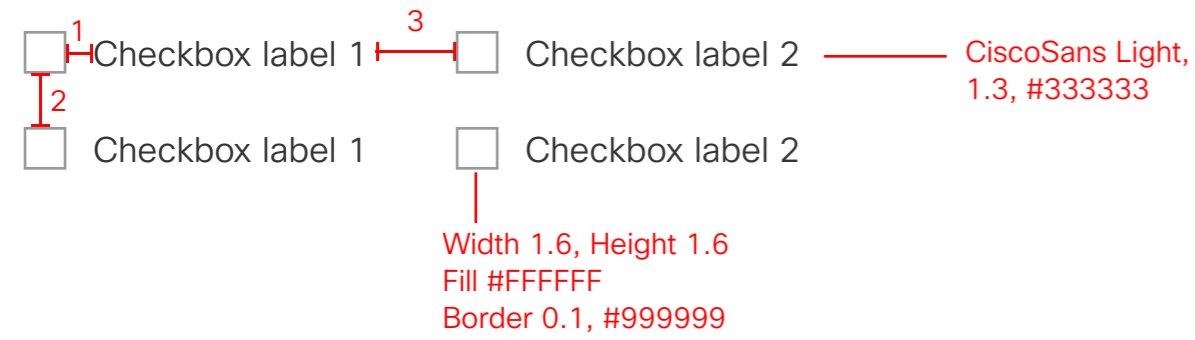 1
3
Checkbox label 1
Checkbox label 2
CiscoSans Light,
1.3, #333333
2
Checkbox label 1
Checkbox label 2
Width 1.6, Height 1.6
Fill #FFFFFF
Border 0.1, #999999